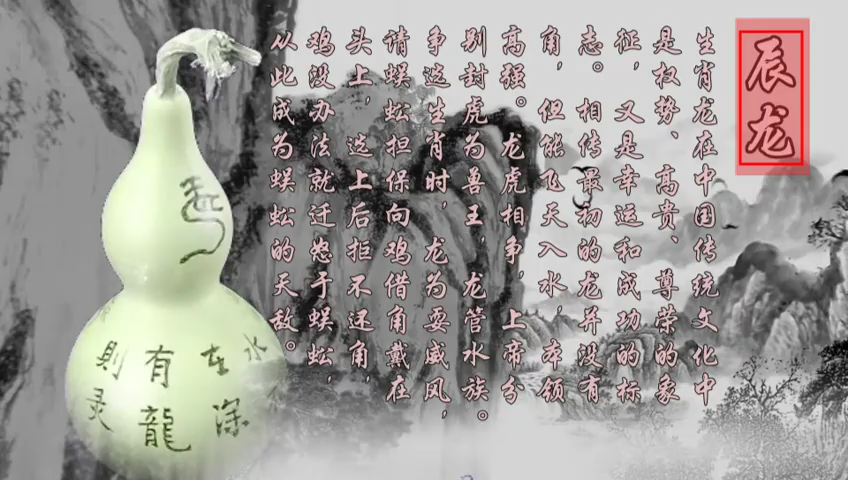 辰龙
生肖龙在中国传统文化中
是权势、高贵、尊荣的象
征，又是幸运和成功的标
志。相传最初的龙并没有
角，但能飞天入水，本领
高强。龙虎相争，上帝分
别封虎为兽王，龙管水族。
争选生肖时，龙为耍威风，
请蜈蚣担保向鸡借角戴在
头上，选上后拒不还角，
鸡没办法就迁怒于蜈蚣，
从此成为蜈蚣的天敌。
水
在深
有龍
則灵